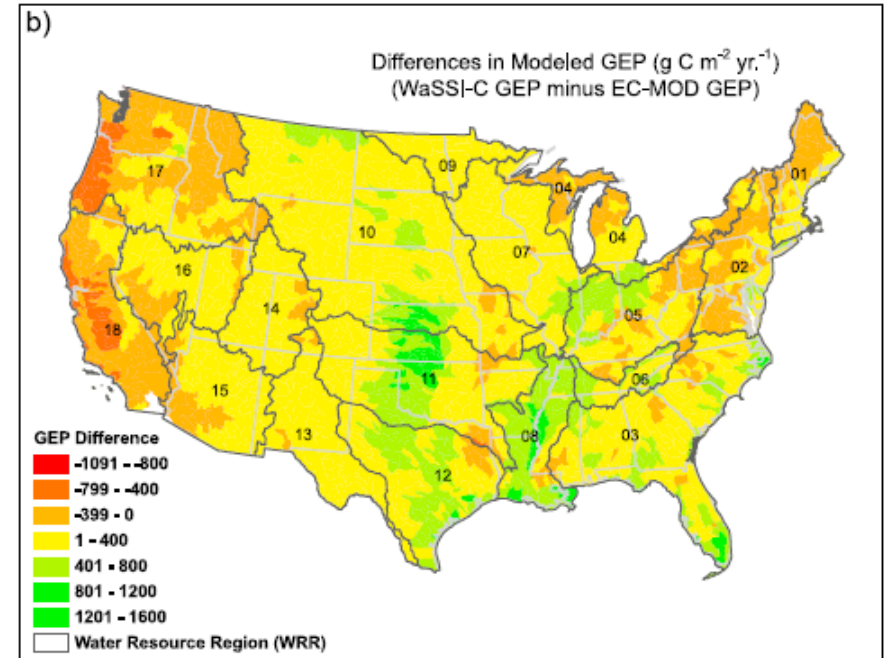 b)
Differences in Modeled GEP (g C m⁻² yr.⁻¹)
(WaSSI-C GEP minus EC-MOD GEP)
09
01
17
04
10
04
07
02
16
14
05
18
11
06
15
08
03
13
12
GEP Difference
-1091 - -800
-799 - -400
-399 - 0
1 - 400
401 - 800
801 - 1200
1201 - 1600
Water Resource Region (WRR)